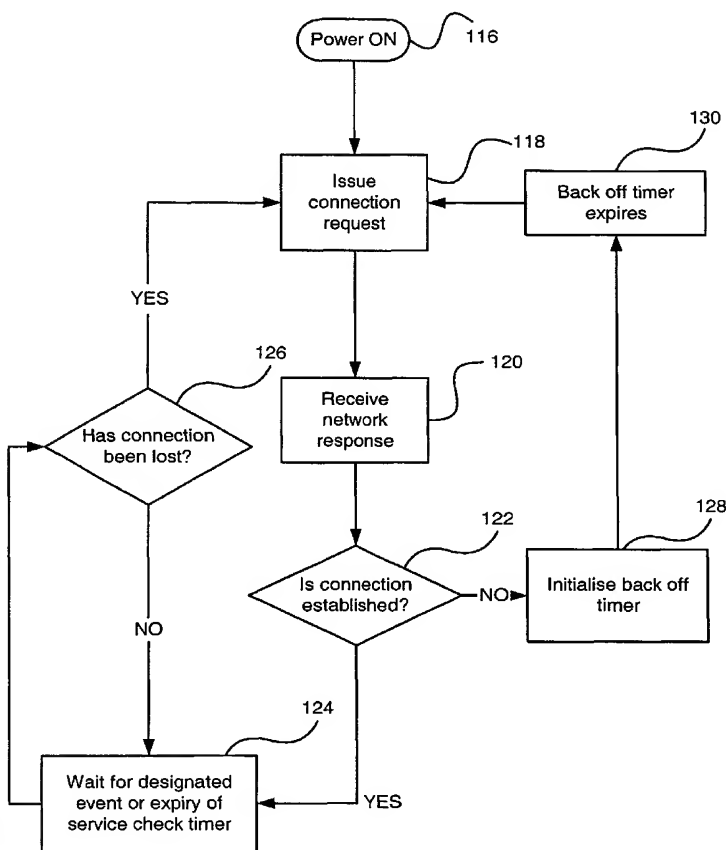 Power ON
116
118
130
Issue
connection
request
Back off timer
expires
YES
126
120
Receive
network
response
Has connection
been lost?
128
122
Is connection
established?
NO
Initialise back off
timer
NO
124
Wait for designated
event or expiry of
service check timer
YES